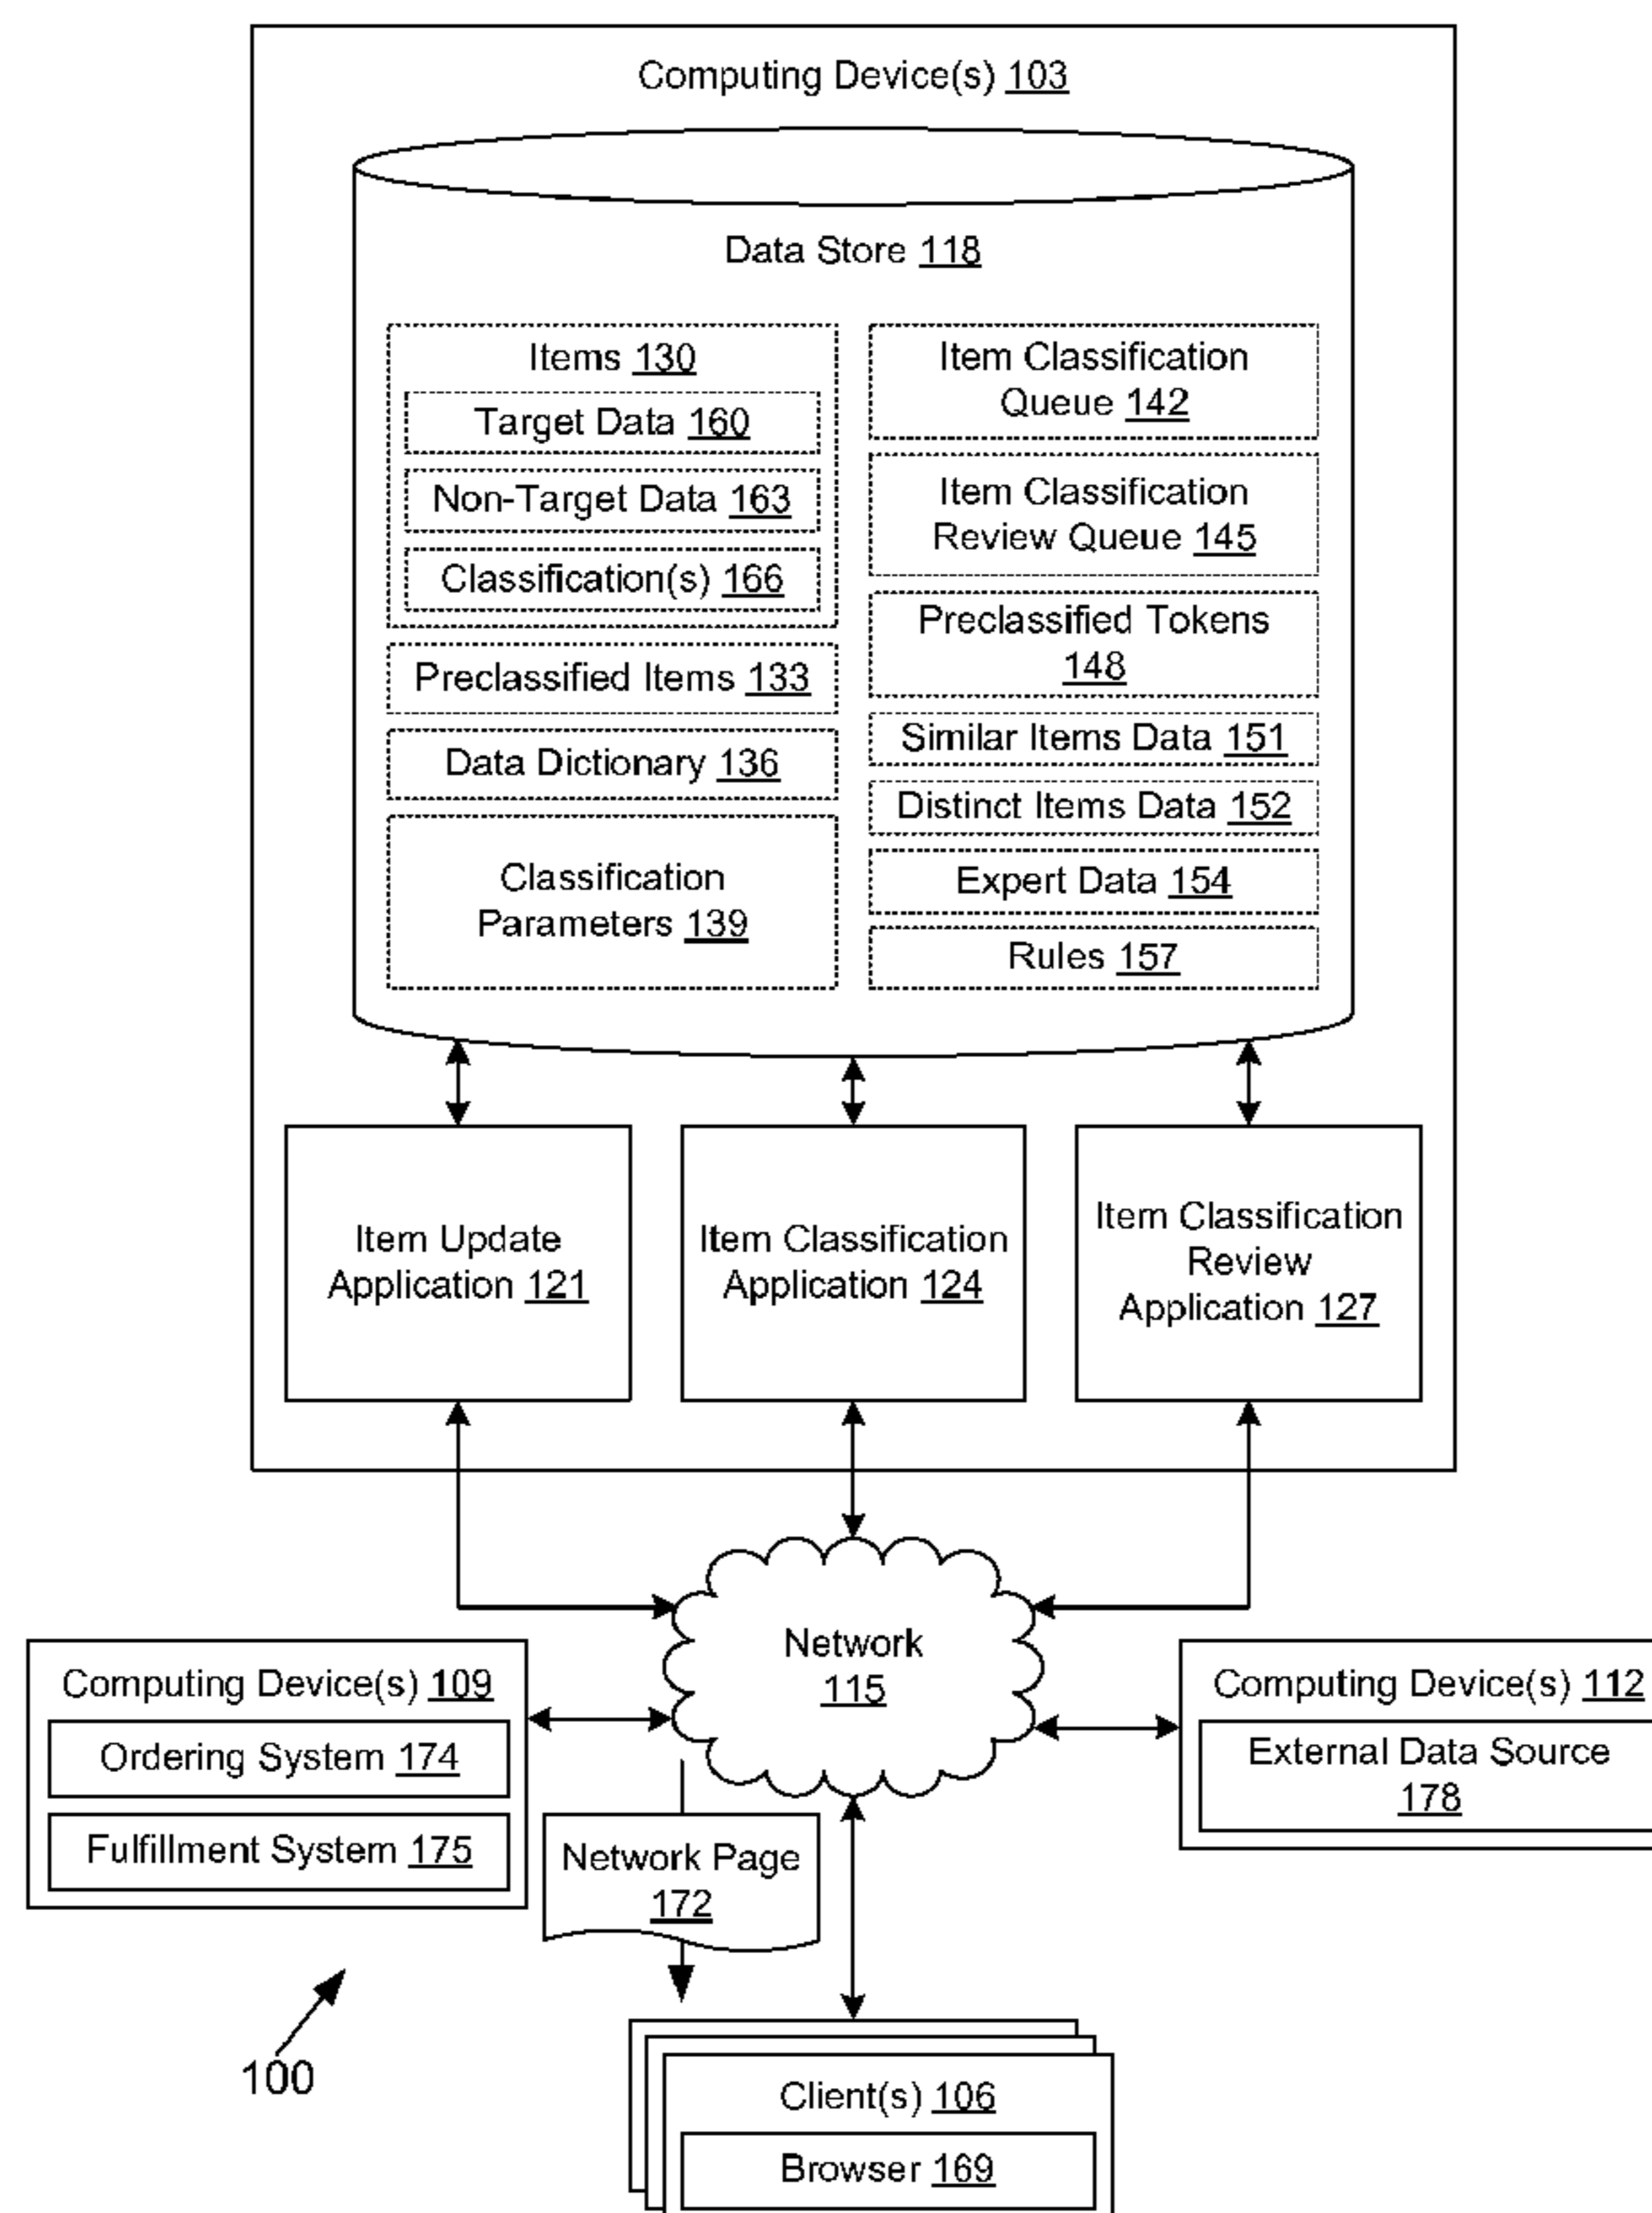 Computing Device(s) 103
Data Store 118
Items 130
Target Data 160
Non-Target Data 163
Classification(s) 166
Preclassified Items 133
Data Dictionary 136
Classification
Parameters 139
Item Classification
Queue 142
Item Classification
Review Queue 145
Preclassified Tokens
148
Similar Items Data 151
Distinct Items Data 152
Expert Data 154
Rules 157
Item Update
Application 121
Item Classification
Application 124
Item Classification
Review
Application 127
Network
115
Computing Device(s) 109
Ordering System 174
Fulfillment System 175
Computing Device(s) 112
External Data Source
178
Network Page
172
100
Client(s) 106
Browser 169